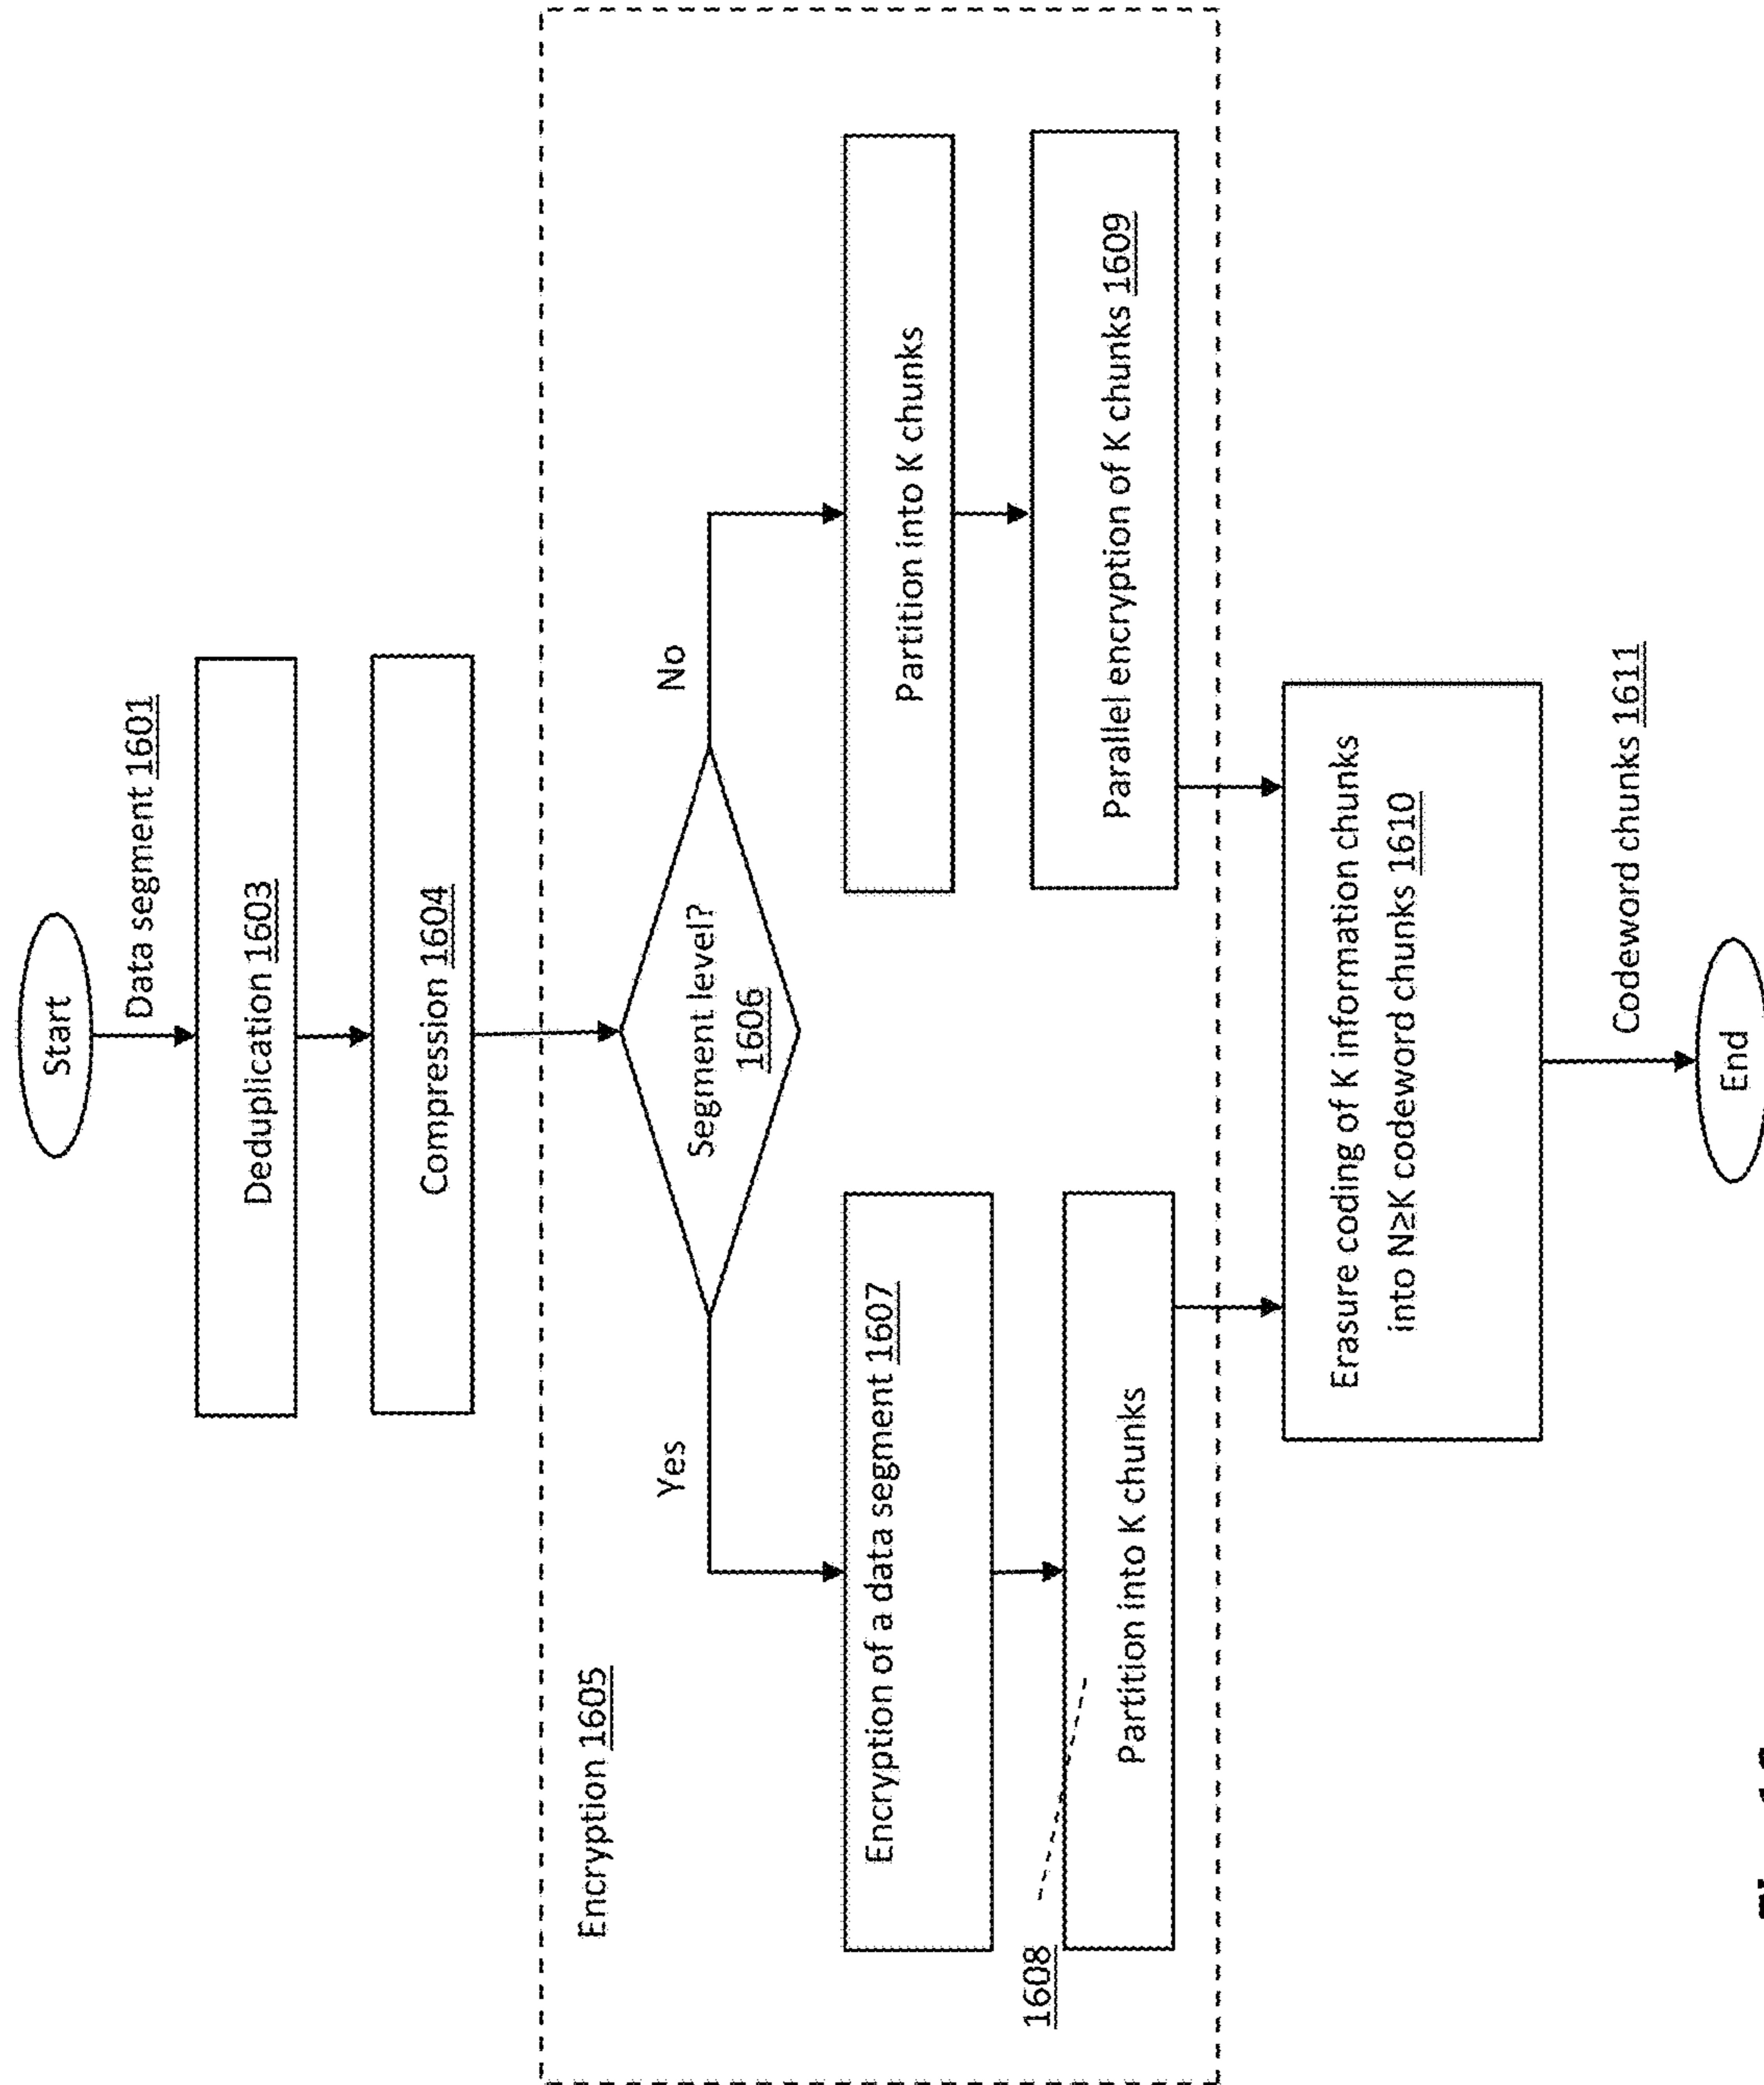 Start
Data segment 1601
Deduplication 1603
Compression 1604
Encryption 1605
Segment level?
1606
Yes
No
Encryption of a data segment 1607
Partition into K chunks
1608
Partition into K chunks
Parallel encryption of K chunks 1609
Erasure coding of K information chunks
into N≥K codeword chunks 1610
Codeword chunks 1611
End